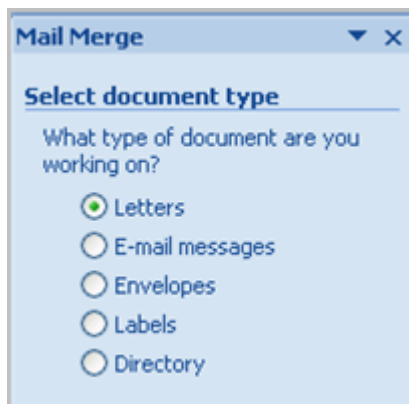 Mail Merge
Select document type
What type of document are you
working on?
Letters
E-mail messages
Envelopes
Labels
Directory